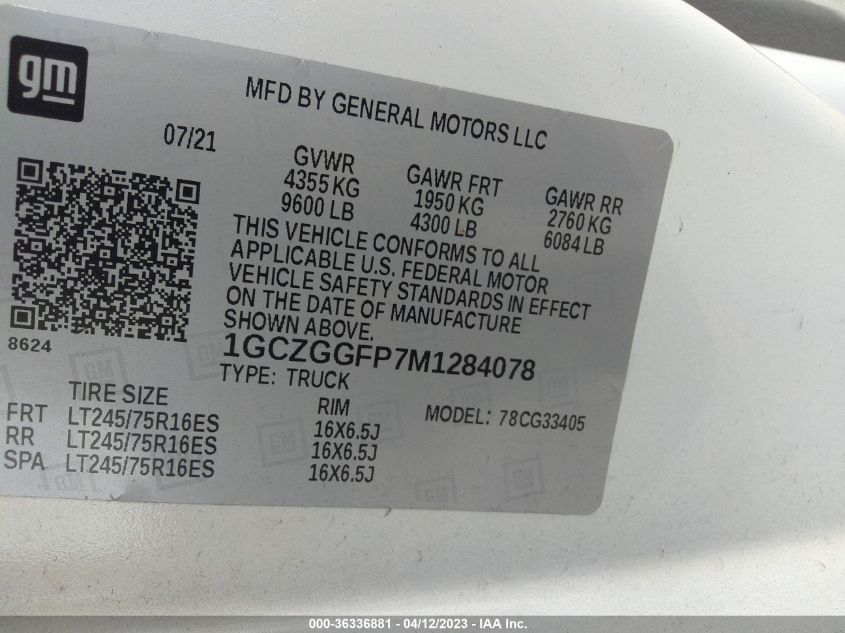 gm
MFD BY GENERAL MOTORS LLC
07/21
GVWR
4355 KG
9600 LB
GAWR FRT
1950 KG
4300 LB
GAWR RR
2760 KG
6084 LB
THIS VEHICLE CONFORMS TO ALL
APPLICABLE U.S. FEDERAL MOTOR
VEHICLE SAFETY STANDARDS IN EFFECT
ON THE DATE OF MANUFACTURE
SHOWN ABOVE.
8624
1GCZGGFP7M1284078
TYPE: TRUCK
TIRE SIZE RIM MODEL: 78CG33405
FRT LT245/75R16ES 16X6.5J
RR LT245/75R16ES 16X6.5J
SPA LT245/75R16ES 16X6.5J
000-36336881 - 04/12/2023 - IAA Inc.